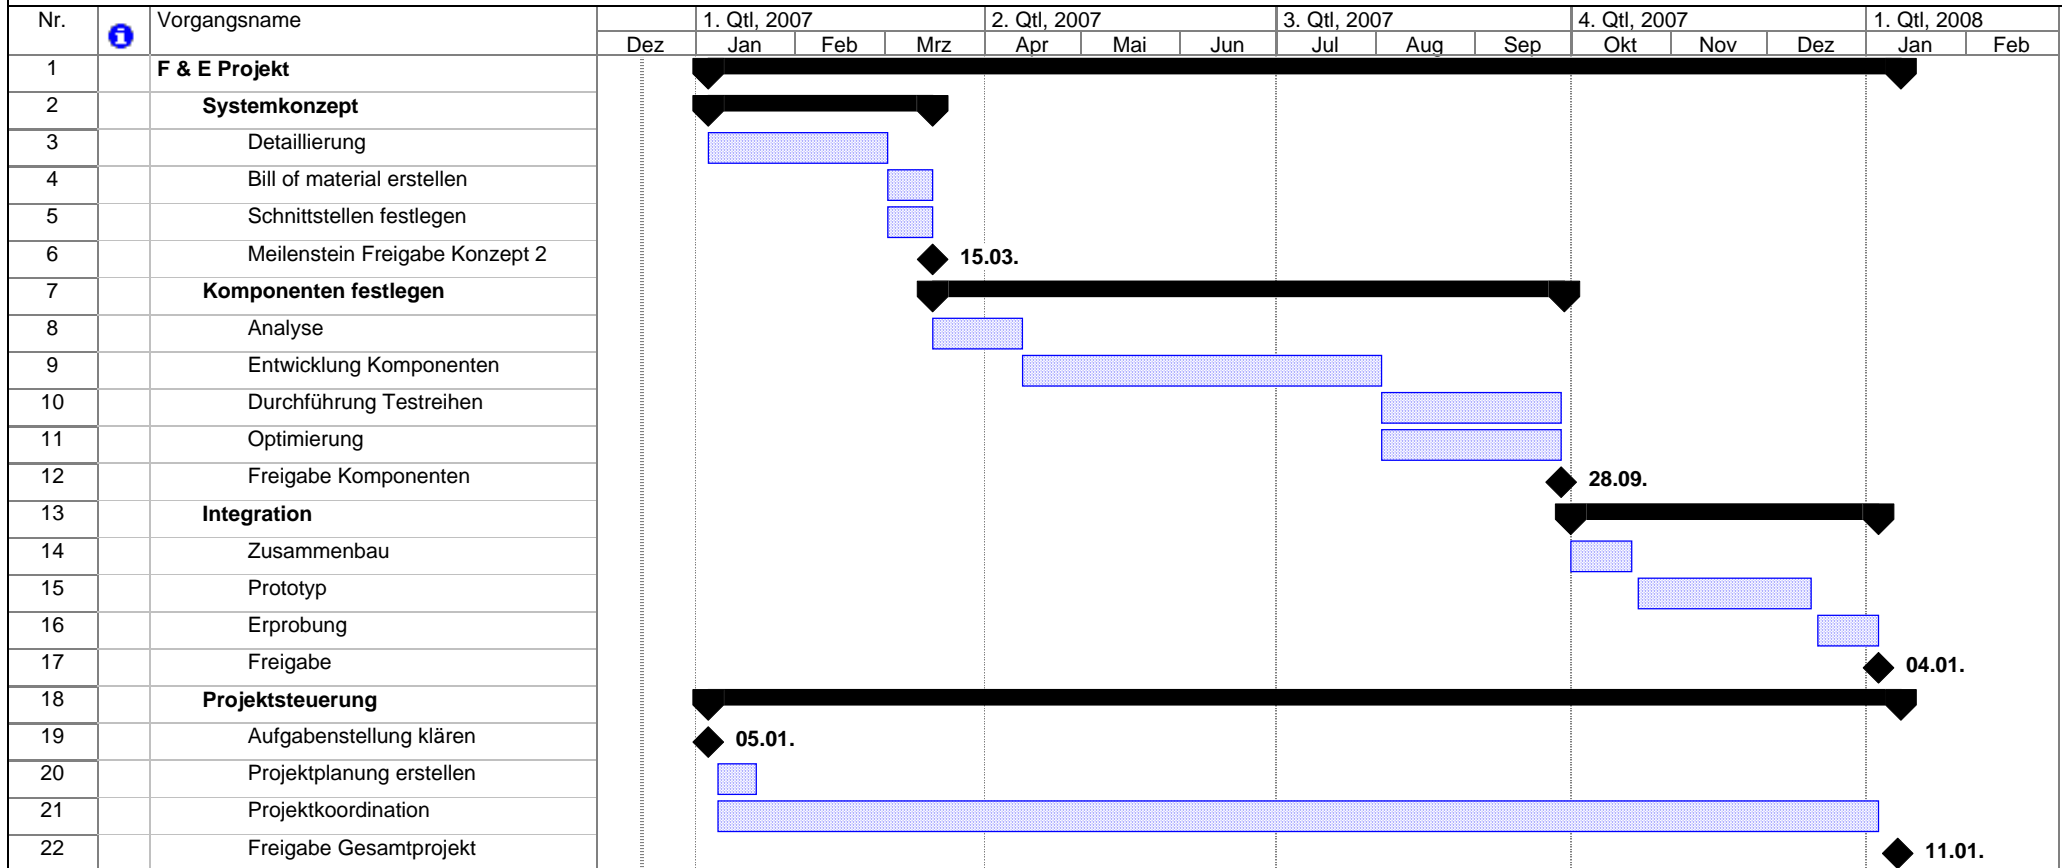 Nr. Vorgangsname 1. Qtl, 2007 2. Qtl, 2007 3. Qtl, 2007 4. Qtl, 2007 1. Qtl, 2008
Dez Jan Feb Mrz Apr Mai Jun Jul Aug Sep Okt Nov Dez Jan Feb
1 F & E Projekt
2 Systemkonzept
3 Detaillierung
4 Bill of material erstellen
5 Schnittstellen festlegen
6 Meilenstein Freigabe Konzept 2 15.03.
7 Komponenten festlegen
8 Analyse
9 Entwicklung Komponenten
10 Durchführung Testreihen
11 Optimierung
12 Freigabe Komponenten 28.09.
13 Integration
14 Zusammenbau
15 Prototyp
16 Erprobung
17 Freigabe 04.01.
18 Projektsteuerung
19 Aufgabenstellung klären 05.01.
20 Projektplanung erstellen
21 Projektkoordination
22 Freigabe Gesamtprojekt 11.01.